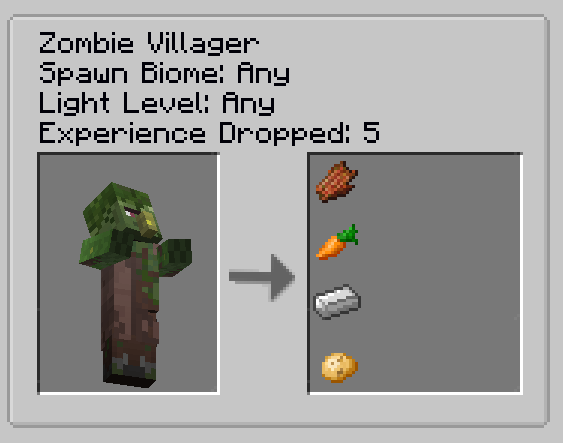 Zombie Villager
Spawn Biome: Any
Light Level: Any
Experience Dropped: 5